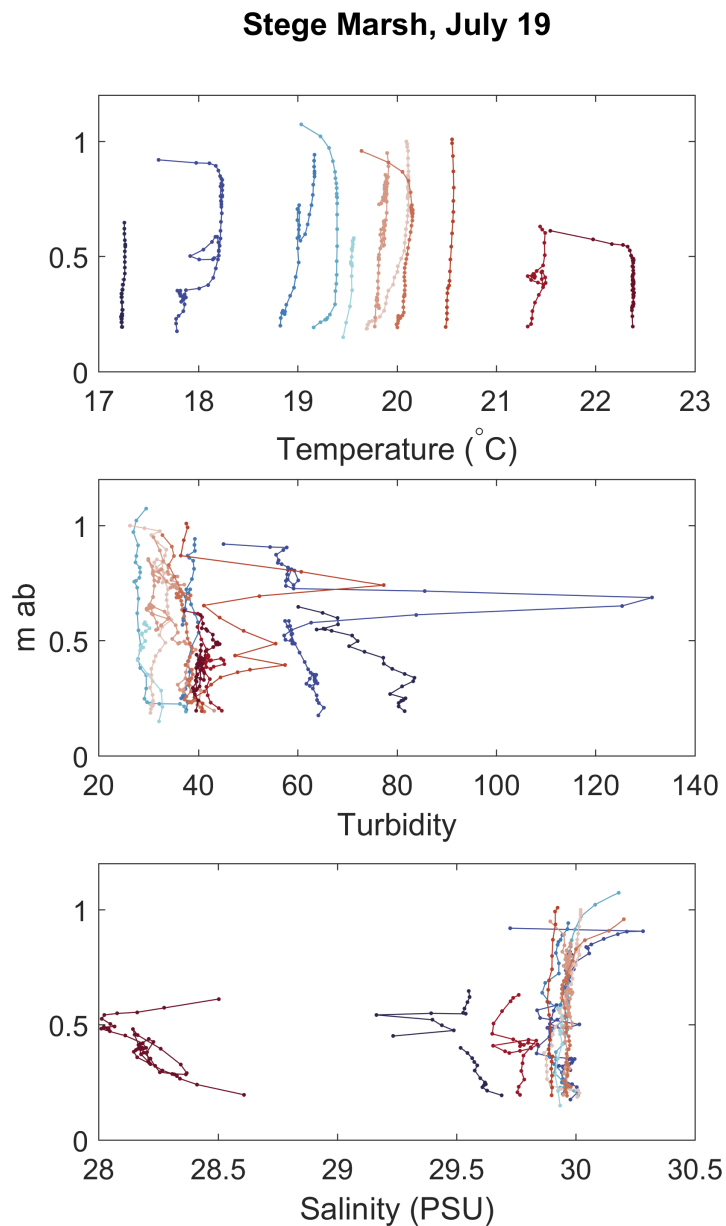 Stege Marsh, July 19
1
0.5
0
17 18 19 20 21 22 23
Temperature (°C)
m ab
1
0.5
0
20 40 60 80 100 120 140
Turbidity
1
0.5
0
28 28.5 29 29.5 30 30.5
Salinity (PSU)